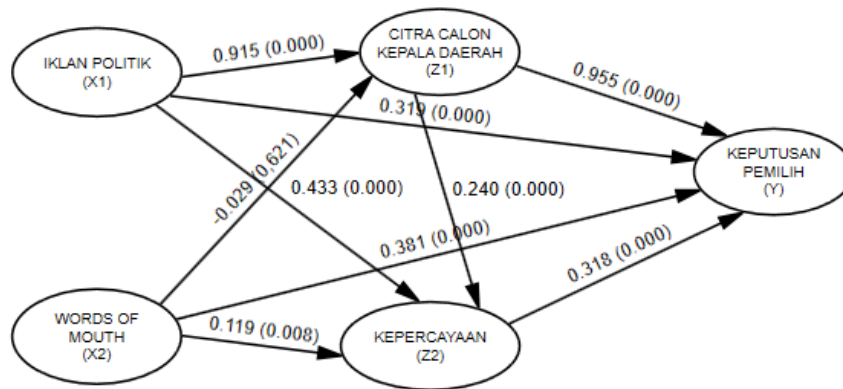 CITRA CALON
KEPALA DAERAH
(Z1)
IKLAN POLITIK
(X1)
0.915 (0.000)
0.955 (0.000)
0.319 (0.000)
KEPUTUSAN
PEMILIH
(Y)
-0.029 (0,621)
0.433 (0.000)
0.240 (0.000)
0.381 (0.000)
0.318 (0.000)
WORDS OF
MOUTH
(X2)
0.119 (0.008)
KEPERCAYAAN
(Z2)